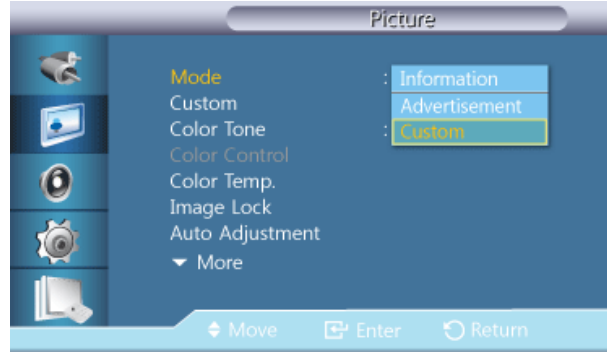 Picture
Mode : Information
Custom Advertisement
Color Tone : Custom
Color Control
Color Temp.
Image Lock
Auto Adjustment
More
Move Enter Return